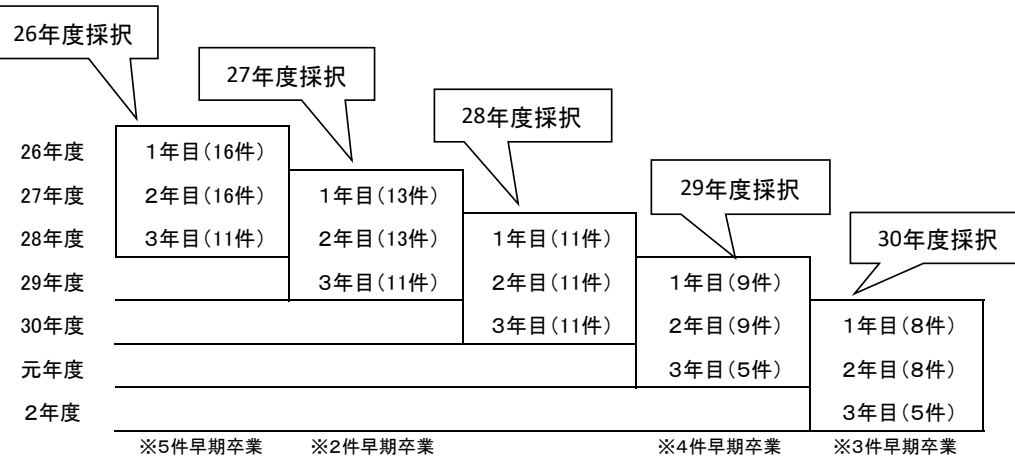 26年度採択
27年度採択
28年度採択
29年度採択
30年度採択
26年度 1年目(16件)
27年度 2年目(16件) 1年目(13件)
28年度 3年目(11件) 2年目(13件) 1年目(11件)
29年度 3年目(11件) 2年目(11件) 1年目(9件)
30年度 3年目(11件) 2年目(9件) 1年目(8件)
元年度 3年目(5件) 2年目(8件)
2年度 3年目(5件)
※5件早期卒業 ※2件早期卒業 ※4件早期卒業 ※3件早期卒業